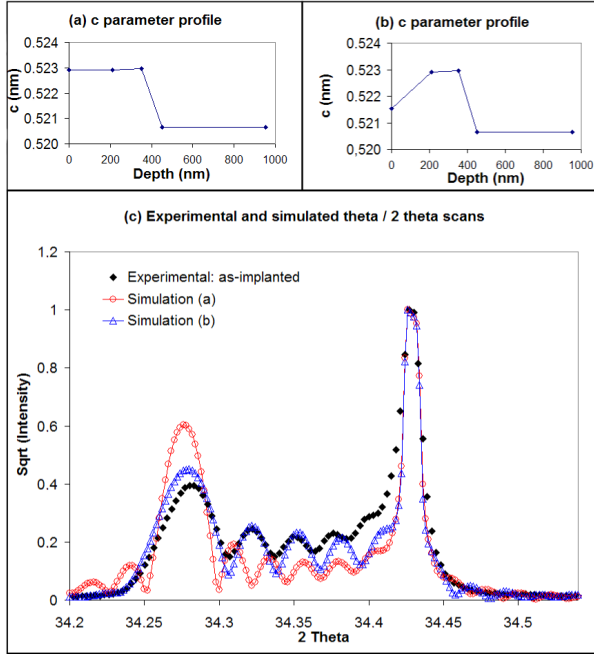 (a) c parameter profile
c (nm)
0.524
0.523
0.522
0.521
0.520
0 200 400 600 800 1000
Depth (nm)
(b) c parameter profile
c (nm)
0.524
0.523
0.522
0.521
0,520
0 200 400 600 800 1000
Depth (nm)
(c) Experimental and simulated theta / 2 theta scans
Sqrt (Intensity)
1.2
1
0.8
0.6
0.4
0.2
0
Experimental: as-implanted
Simulation (a)
Simulation (b)
34.2 34.25 34.3 34.35 34.4 34.45 34.5
2 Theta